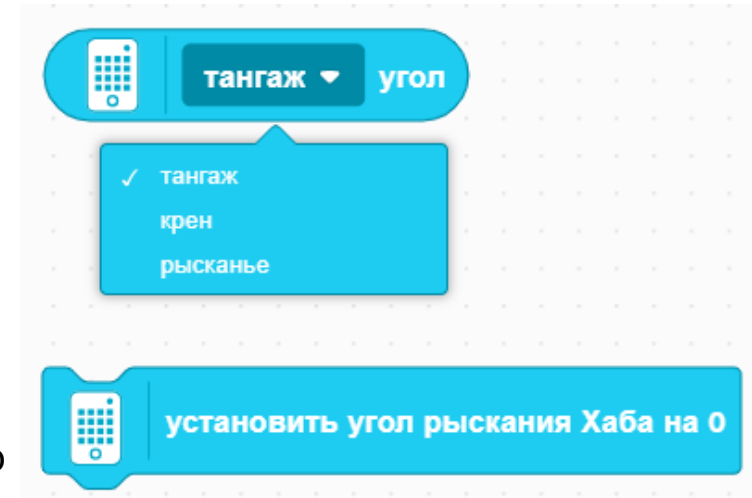 тангаж угол
тангаж
крен
рысканье
установить угол рыскания Хаба на 0